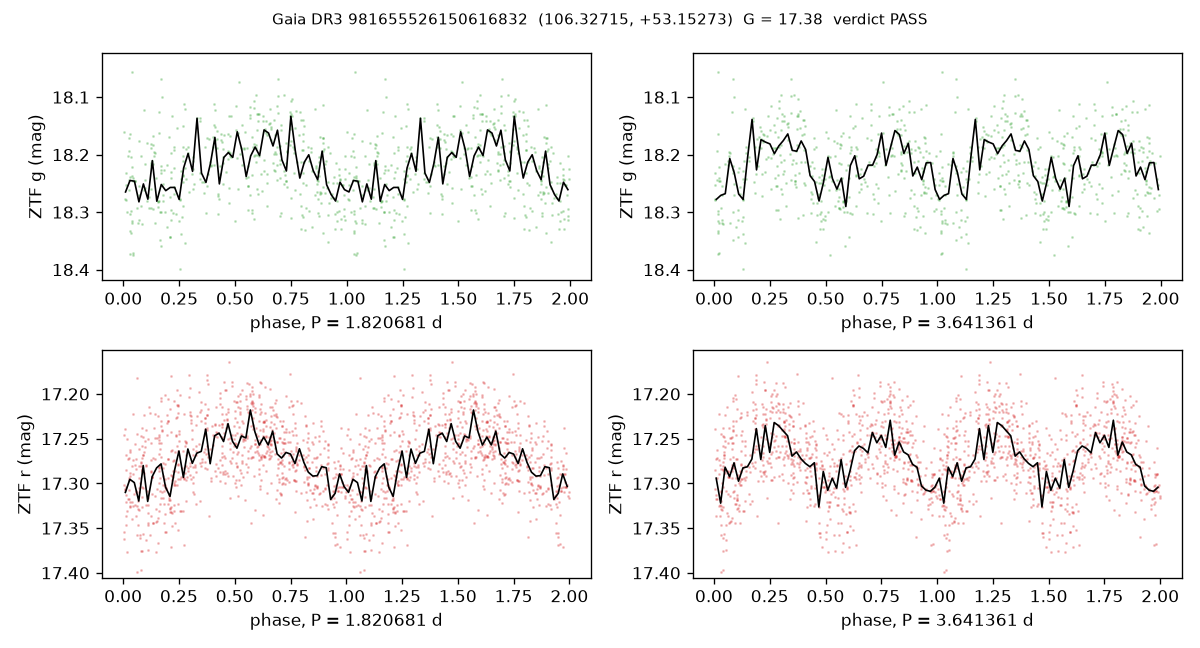 Gaia DR3 981655526150616832  (106.32715, +53.15273)  G = 17.38  verdict PASS
ZTF g (mag)
18.1
18.2
18.3
18.4
0.00 0.25 0.50 0.75 1.00 1.25 1.50 1.75 2.00
phase, P = 1.820681 d
ZTF g (mag)
18.1
18.2
18.3
18.4
0.00 0.25 0.50 0.75 1.00 1.25 1.50 1.75 2.00
phase, P = 3.641361 d
ZTF r (mag)
17.20
17.25
17.30
17.35
17.40
0.00 0.25 0.50 0.75 1.00 1.25 1.50 1.75 2.00
phase, P = 1.820681 d
ZTF r (mag)
17.20
17.25
17.30
17.35
17.40
0.00 0.25 0.50 0.75 1.00 1.25 1.50 1.75 2.00
phase, P = 3.641361 d